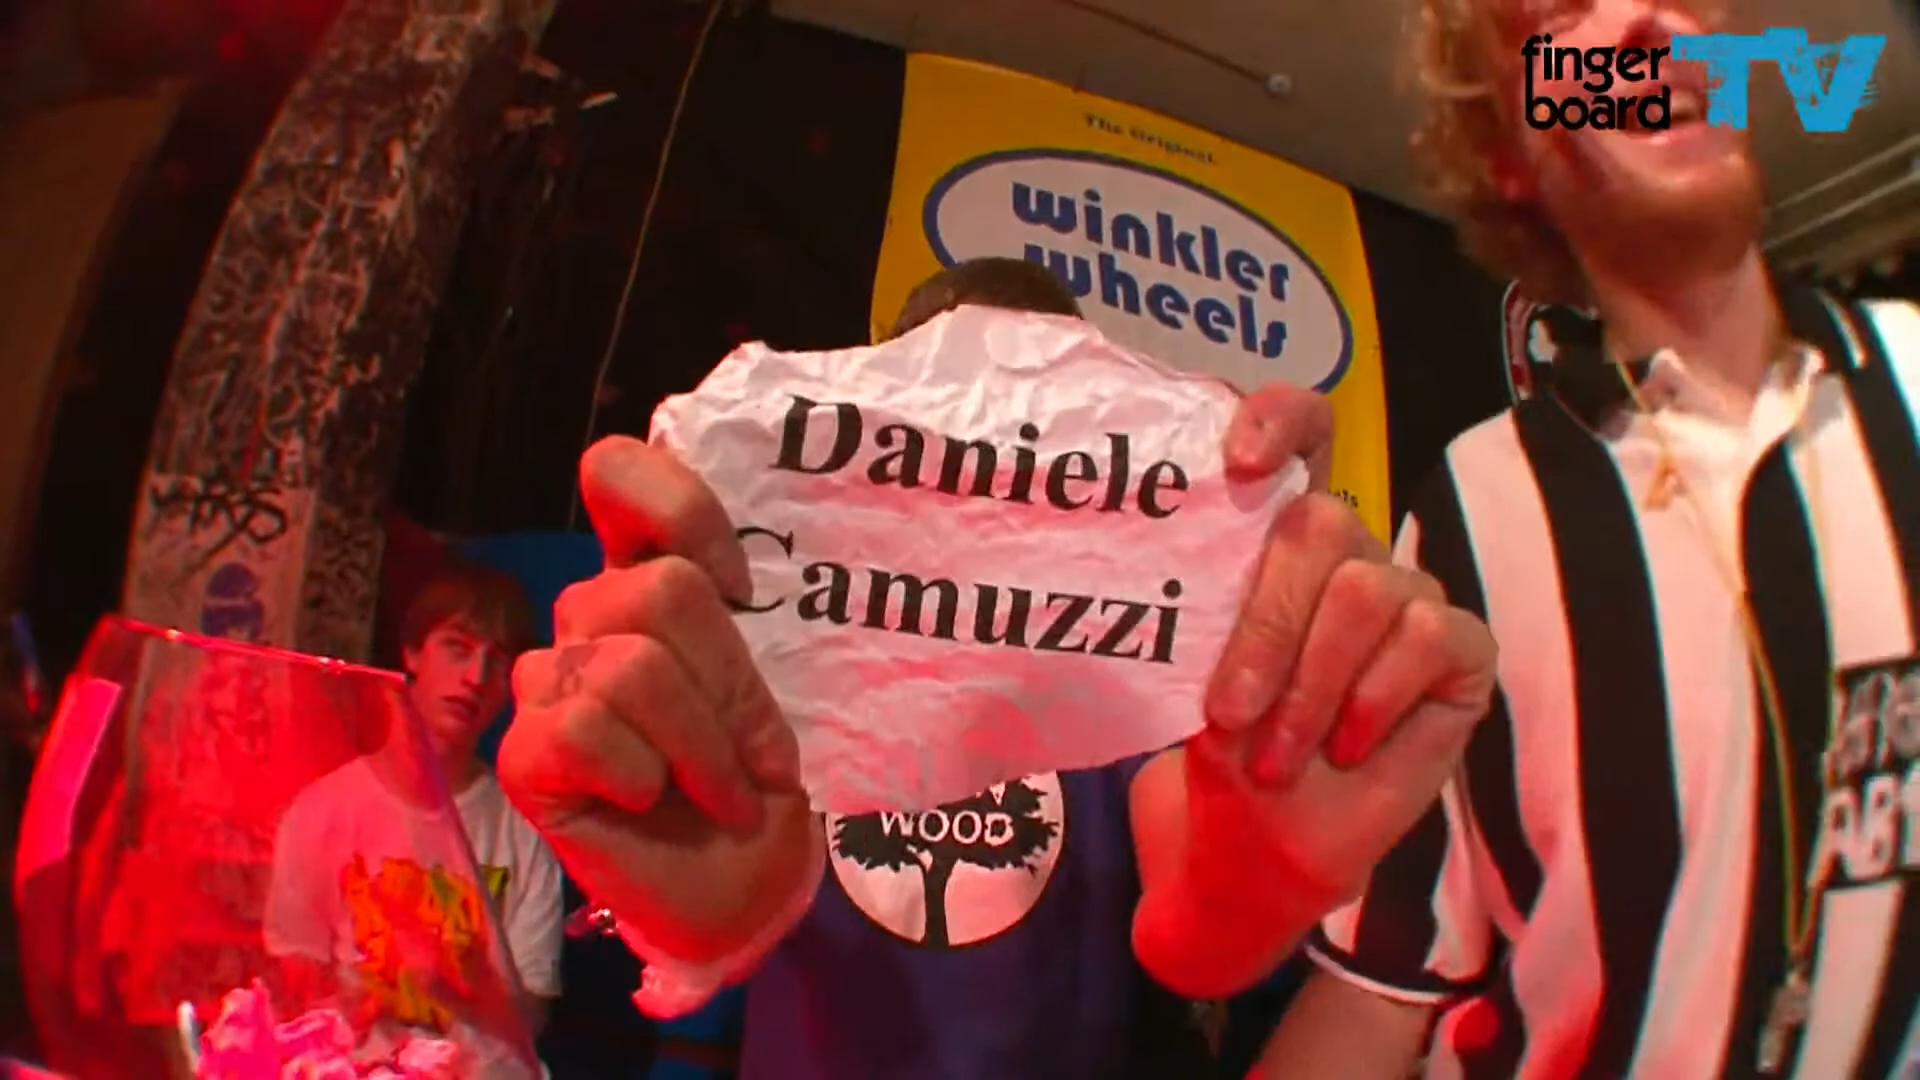 finger
board TV
The Original
winkler
wheels
Daniele
Camuzzi
WOOD